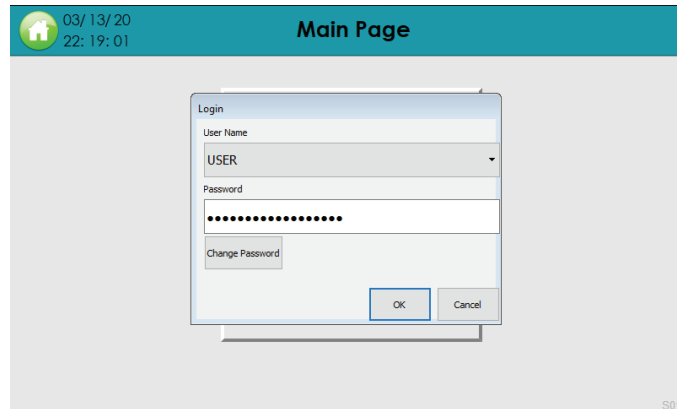 03/13/20
22:19:01
Main Page
Login
User Name
USER
Password
••••••••••••••••••
Change Password
OK
Cancel